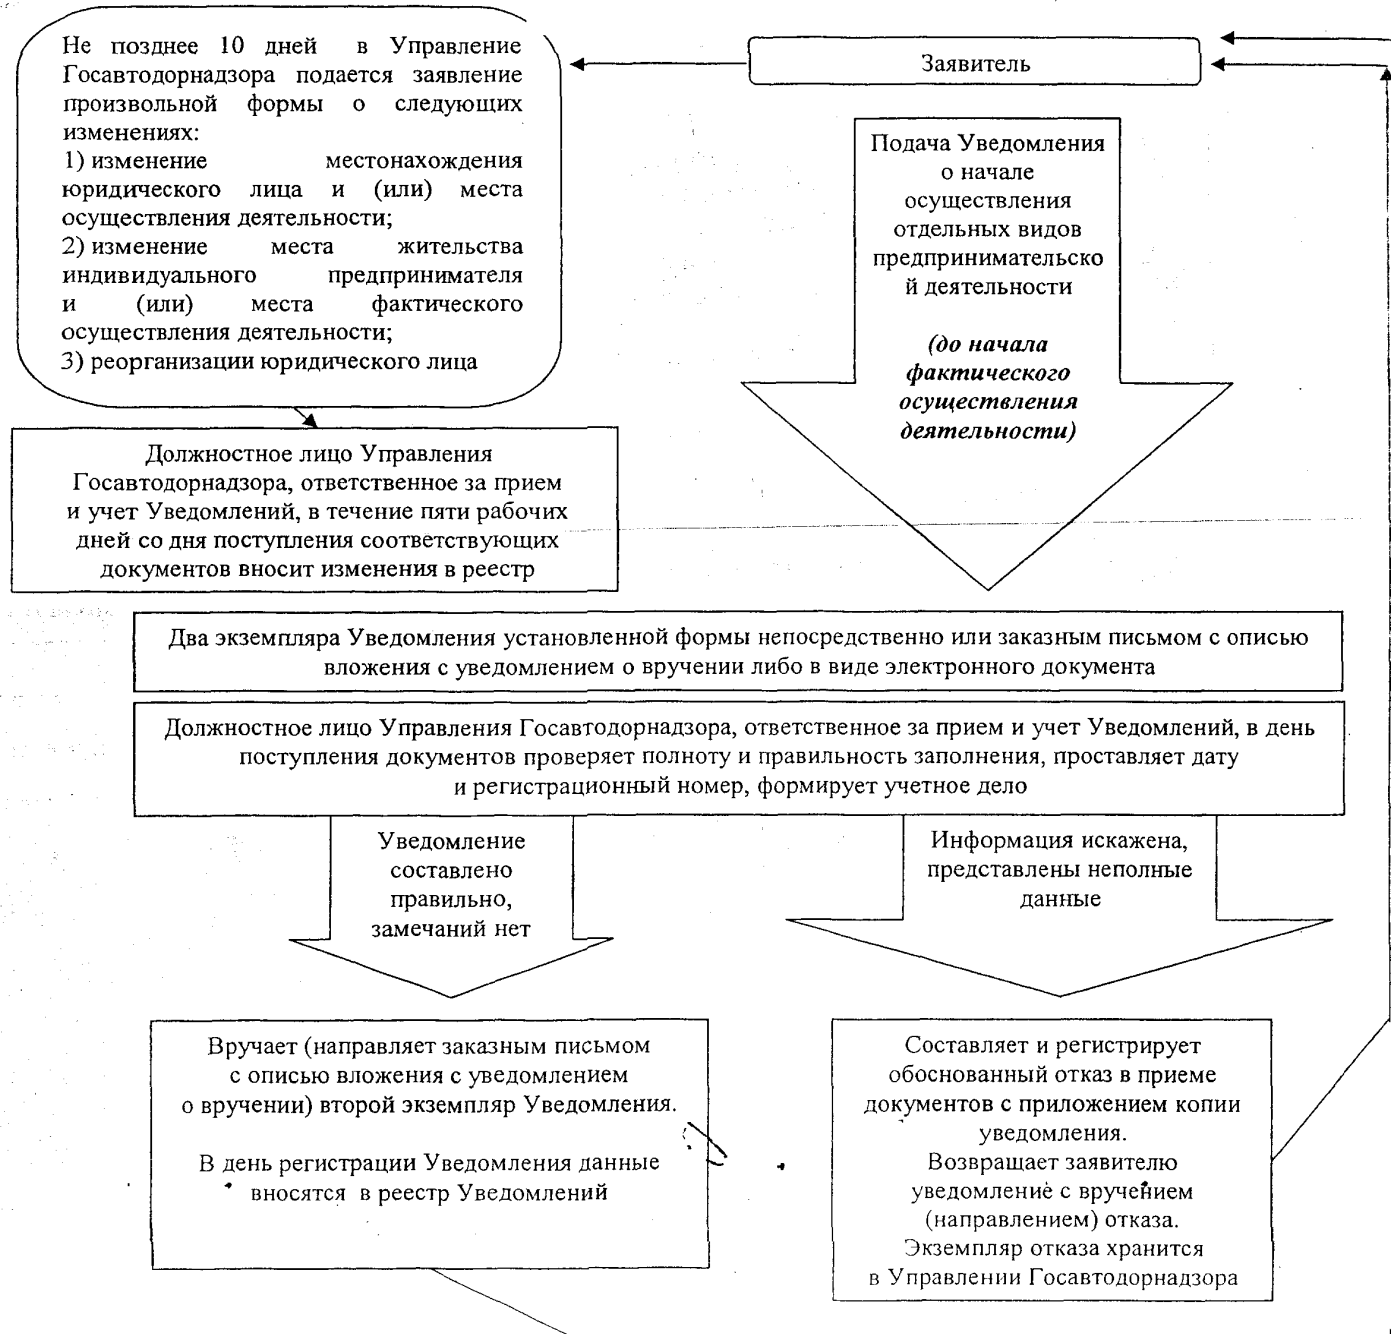 Не позднее 10 дней в Управление
Госавтодорнадзора подается заявление
произвольной формы о следующих
изменениях:
1) изменение местонахождения
юридического лица и (или) места
осуществления деятельности;
2) изменение места жительства
индивидуального предпринимателя
и (или) места фактического
осуществления деятельности;
3) реорганизации юридического лица
Заявитель
Подача Уведомления
о начале
осуществления
отдельных видов
предпринимательско
й деятельности
(до начала
фактического
осуществления
деятельности)
Должностное лицо Управления
Госавтодорнадзора, ответственное за прием
и учет Уведомлений, в течение пяти рабочих
дней со дня поступления соответствующих
документов вносит изменения в реестр
Два экземпляра Уведомления установленной формы непосредственно или заказным письмом с описью
вложения с уведомлением о вручении либо в виде электронного документа
Должностное лицо Управления Госавтодорнадзора, ответственное за прием и учет Уведомлений, в день
поступления документов проверяет полноту и правильность заполнения, проставляет дату
и регистрационный номер, формирует учетное дело
Уведомление
составлено
правильно,
замечаний нет
Информация искажена,
представлены неполные
данные
Вручает (направляет заказным письмом
с описью вложения с уведомлением
о вручении) второй экземпляр Уведомления.
В день регистрации Уведомления данные
вносятся в реестр Уведомлений
Составляет и регистрирует
обоснованный отказ в приеме
документов с приложением копии
уведомления.
Возвращает заявителю
уведомление с вручением
(направлением) отказа.
Экземпляр отказа хранится
в Управлении Госавтодорнадзора